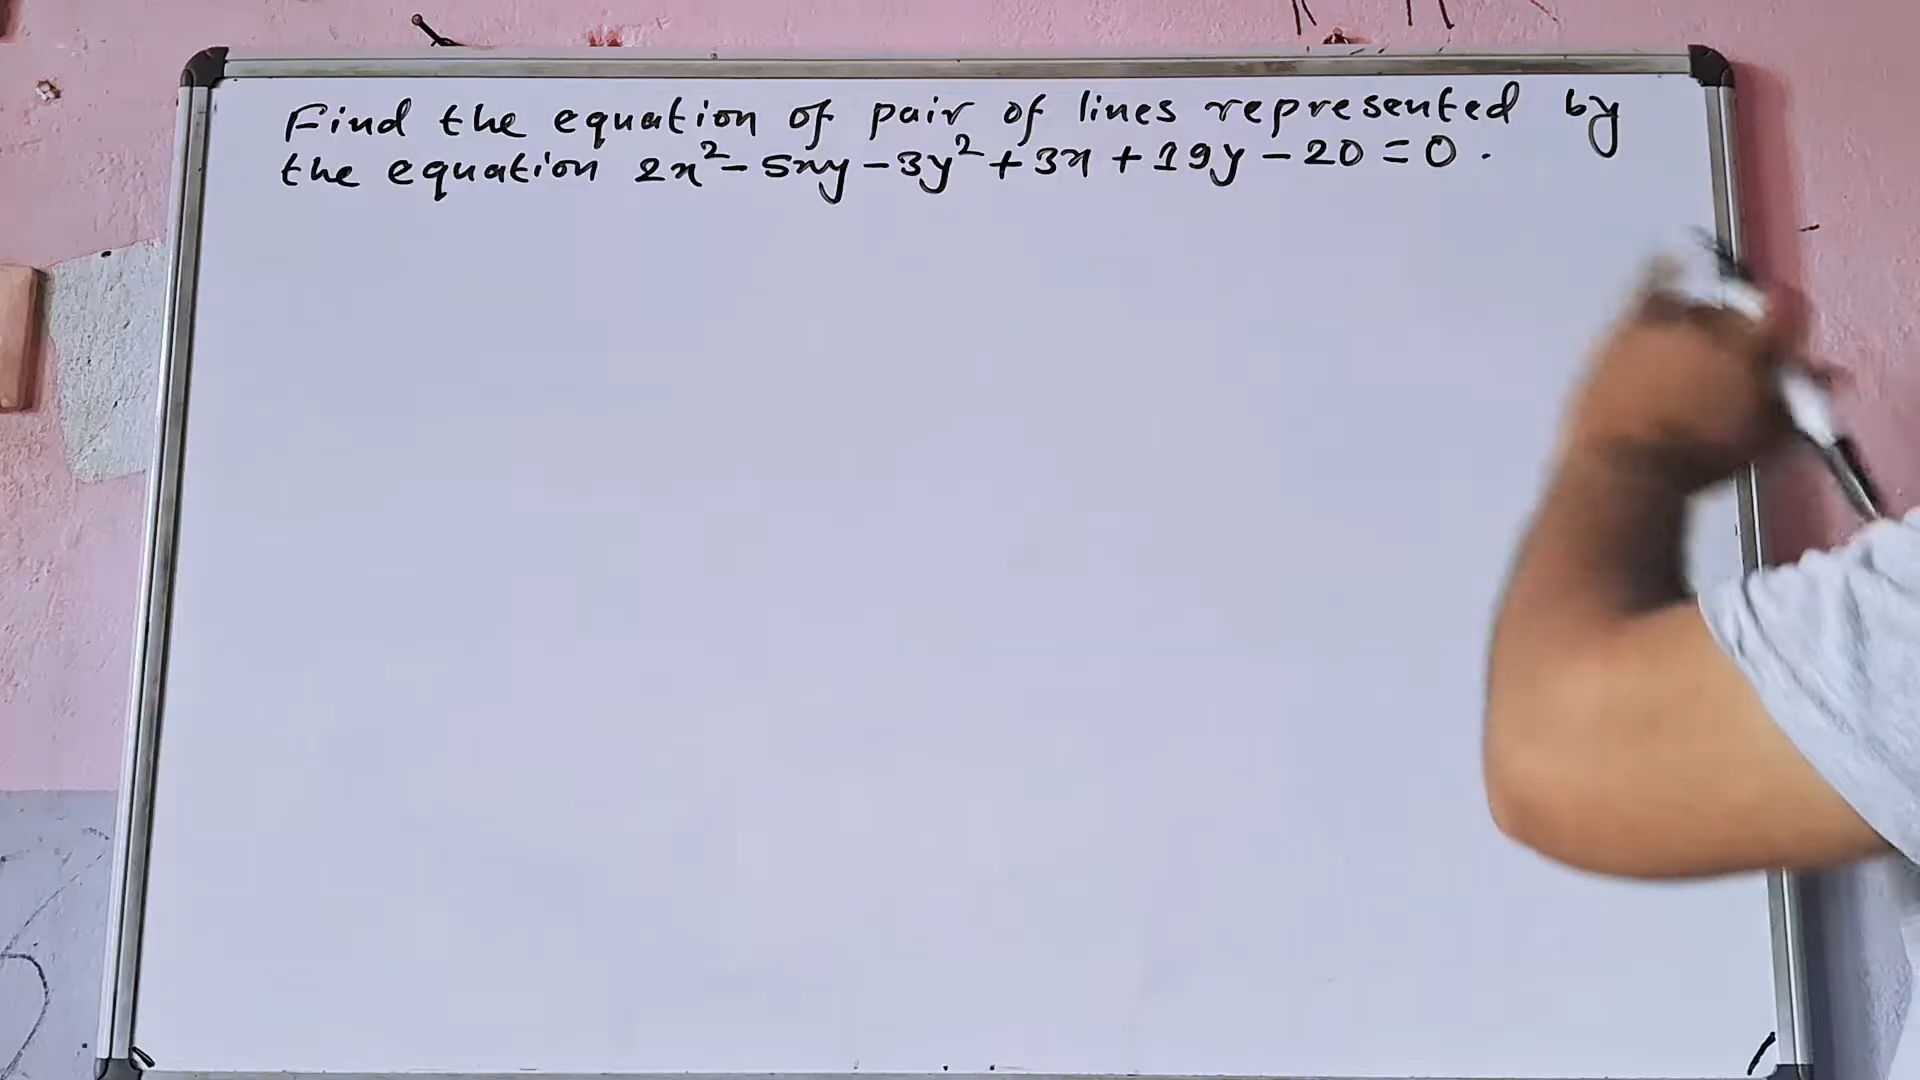 Find the equation of pair of lines represented by
the equation 2x² - 5xy - 3y² + 3x + 19y - 20 = 0 .